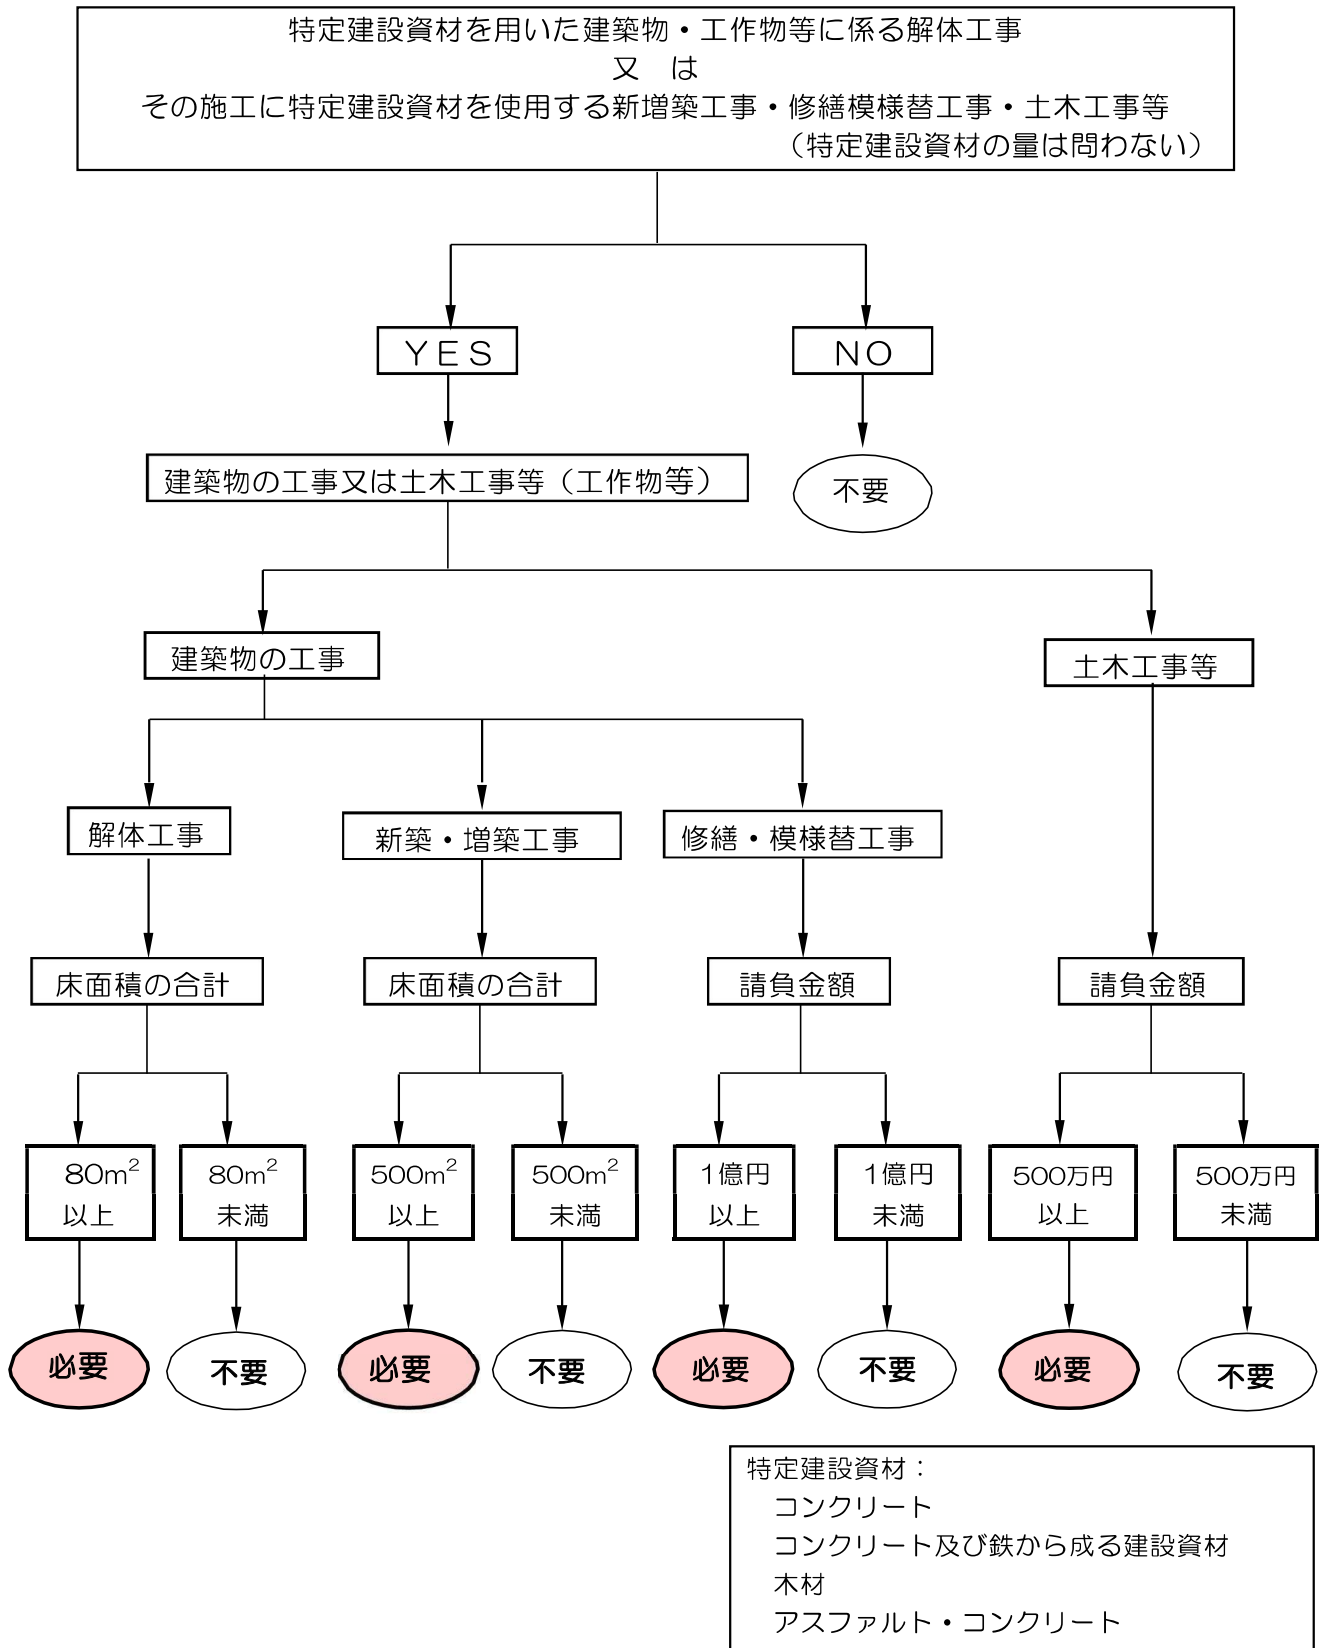 特定建設資材を用いた建築物・工作物等に係る解体工事
又　は
その施工に特定建設資材を使用する新増築工事・修繕模様替工事・土木工事等
（特定建設資材の量は問わない）
ＹＥＳ
ＮＯ
建築物の工事又は土木工事等（工作物等）
不要
建築物の工事
土木工事等
解体工事
新築・増築工事
修繕・模様替工事
床面積の合計
床面積の合計
請負金額
請負金額
80m²
以上
80m²
未満
500m²
以上
500m²
未満
1億円
以上
1億円
未満
500万円
以上
500万円
未満
必要
不要
必要
不要
必要
不要
必要
不要
特定建設資材：
コンクリート
コンクリート及び鉄から成る建設資材
木材
アスファルト・コンクリート